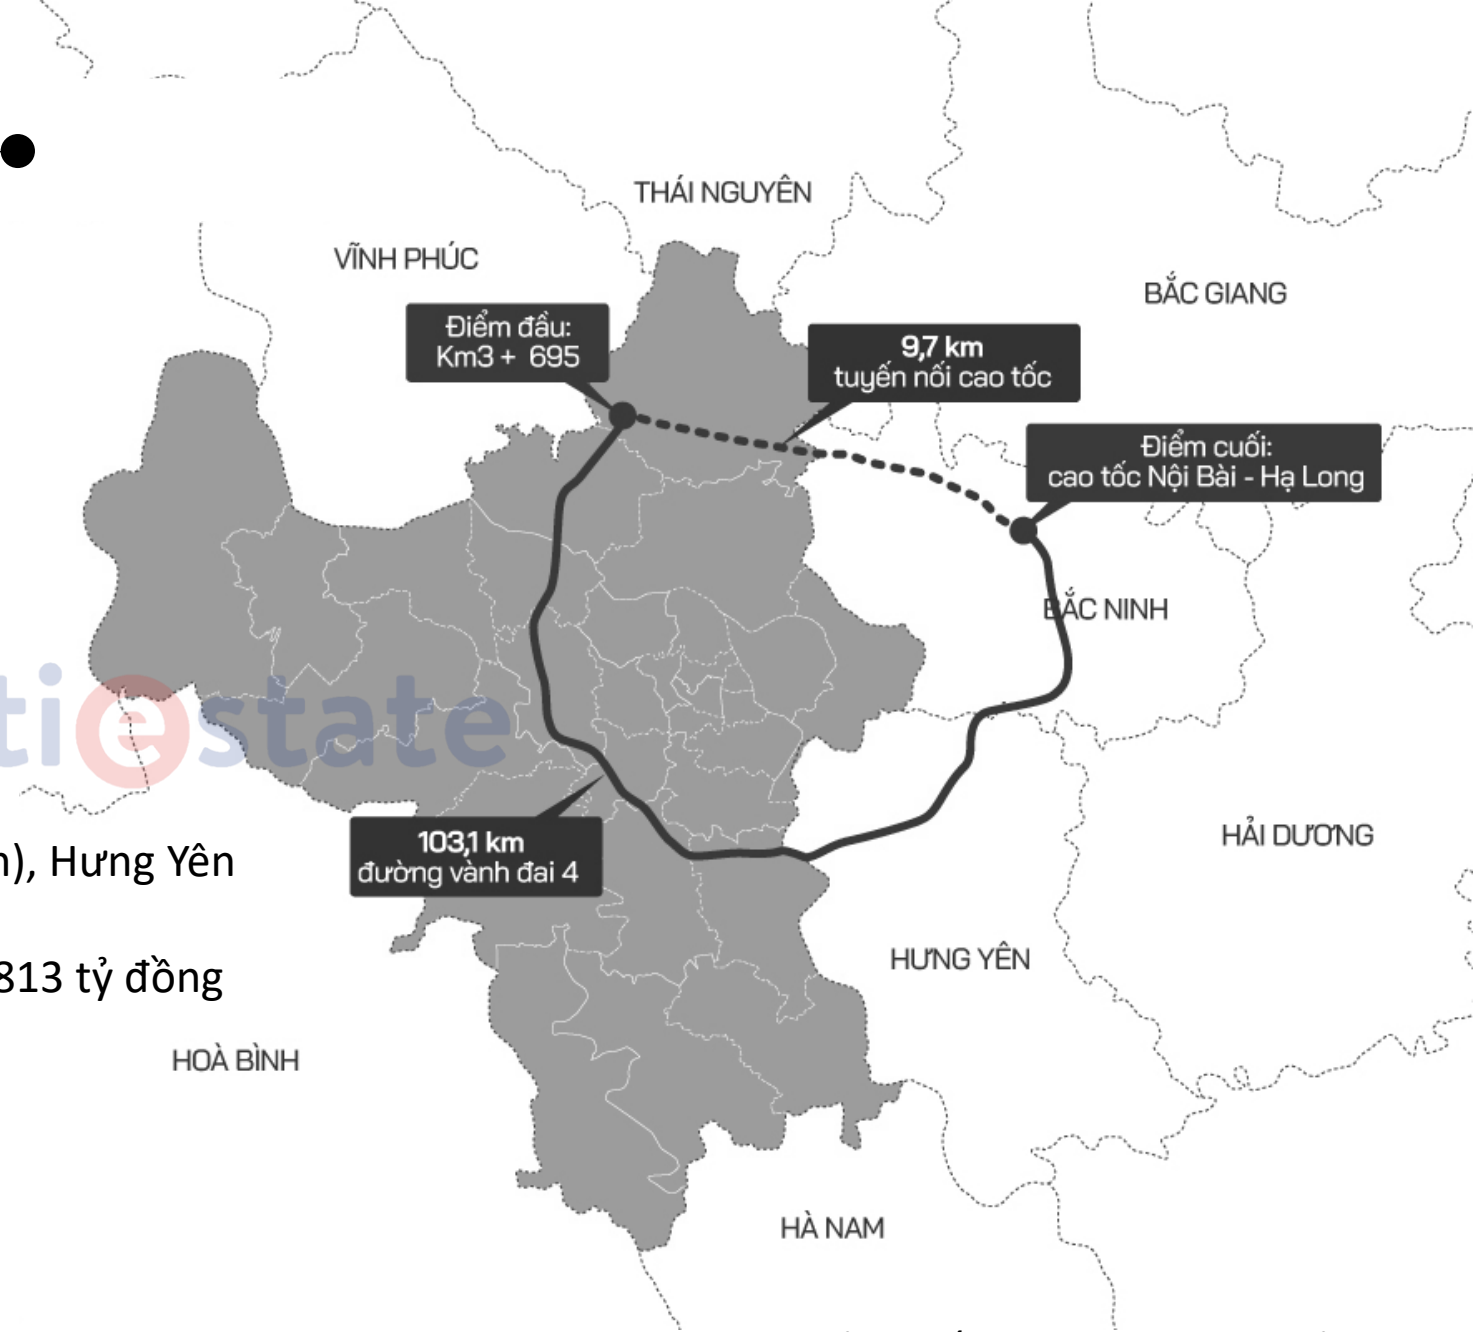 THÁI NGUYÊN
VĨNH PHÚC
BẮC GIANG
Điểm đầu:
Km3 + 695
9,7 km
tuyến nối cao tốc
Điểm cuối:
cao tốc Nội Bài - Hạ Long
BẮC NINH
tiestate
103,1 km
đường vành đai 4
HẢI DƯƠNG
), Hưng Yên
HƯNG YÊN
813 tỷ đồng
HOÀ BÌNH
HÀ NAM